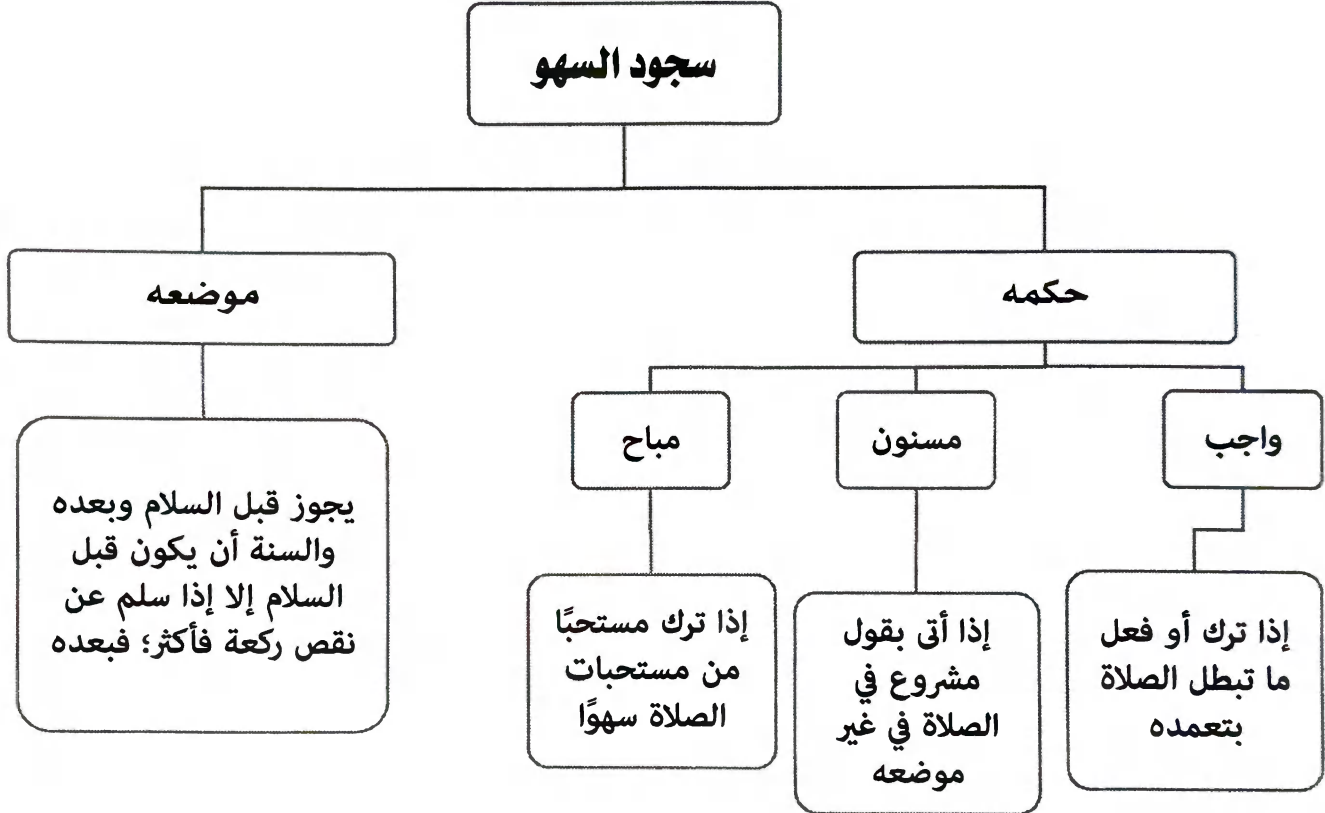 سجود السهو
حكمه
موضعه
واجب
مسنون
مباح
إذا ترك أو فعل
ما تبطل الصلاة
بتعمده
إذا أتى بقول
مشروع في
الصلاة في غير
موضعه
إذا ترك مستحبًا
من مستحبات
الصلاة سهوًا
يجوز قبل السلام وبعده
والسنة أن يكون قبل
السلام إلا إذا سلم عن
نقص ركعة فأكثر؛ فبعده